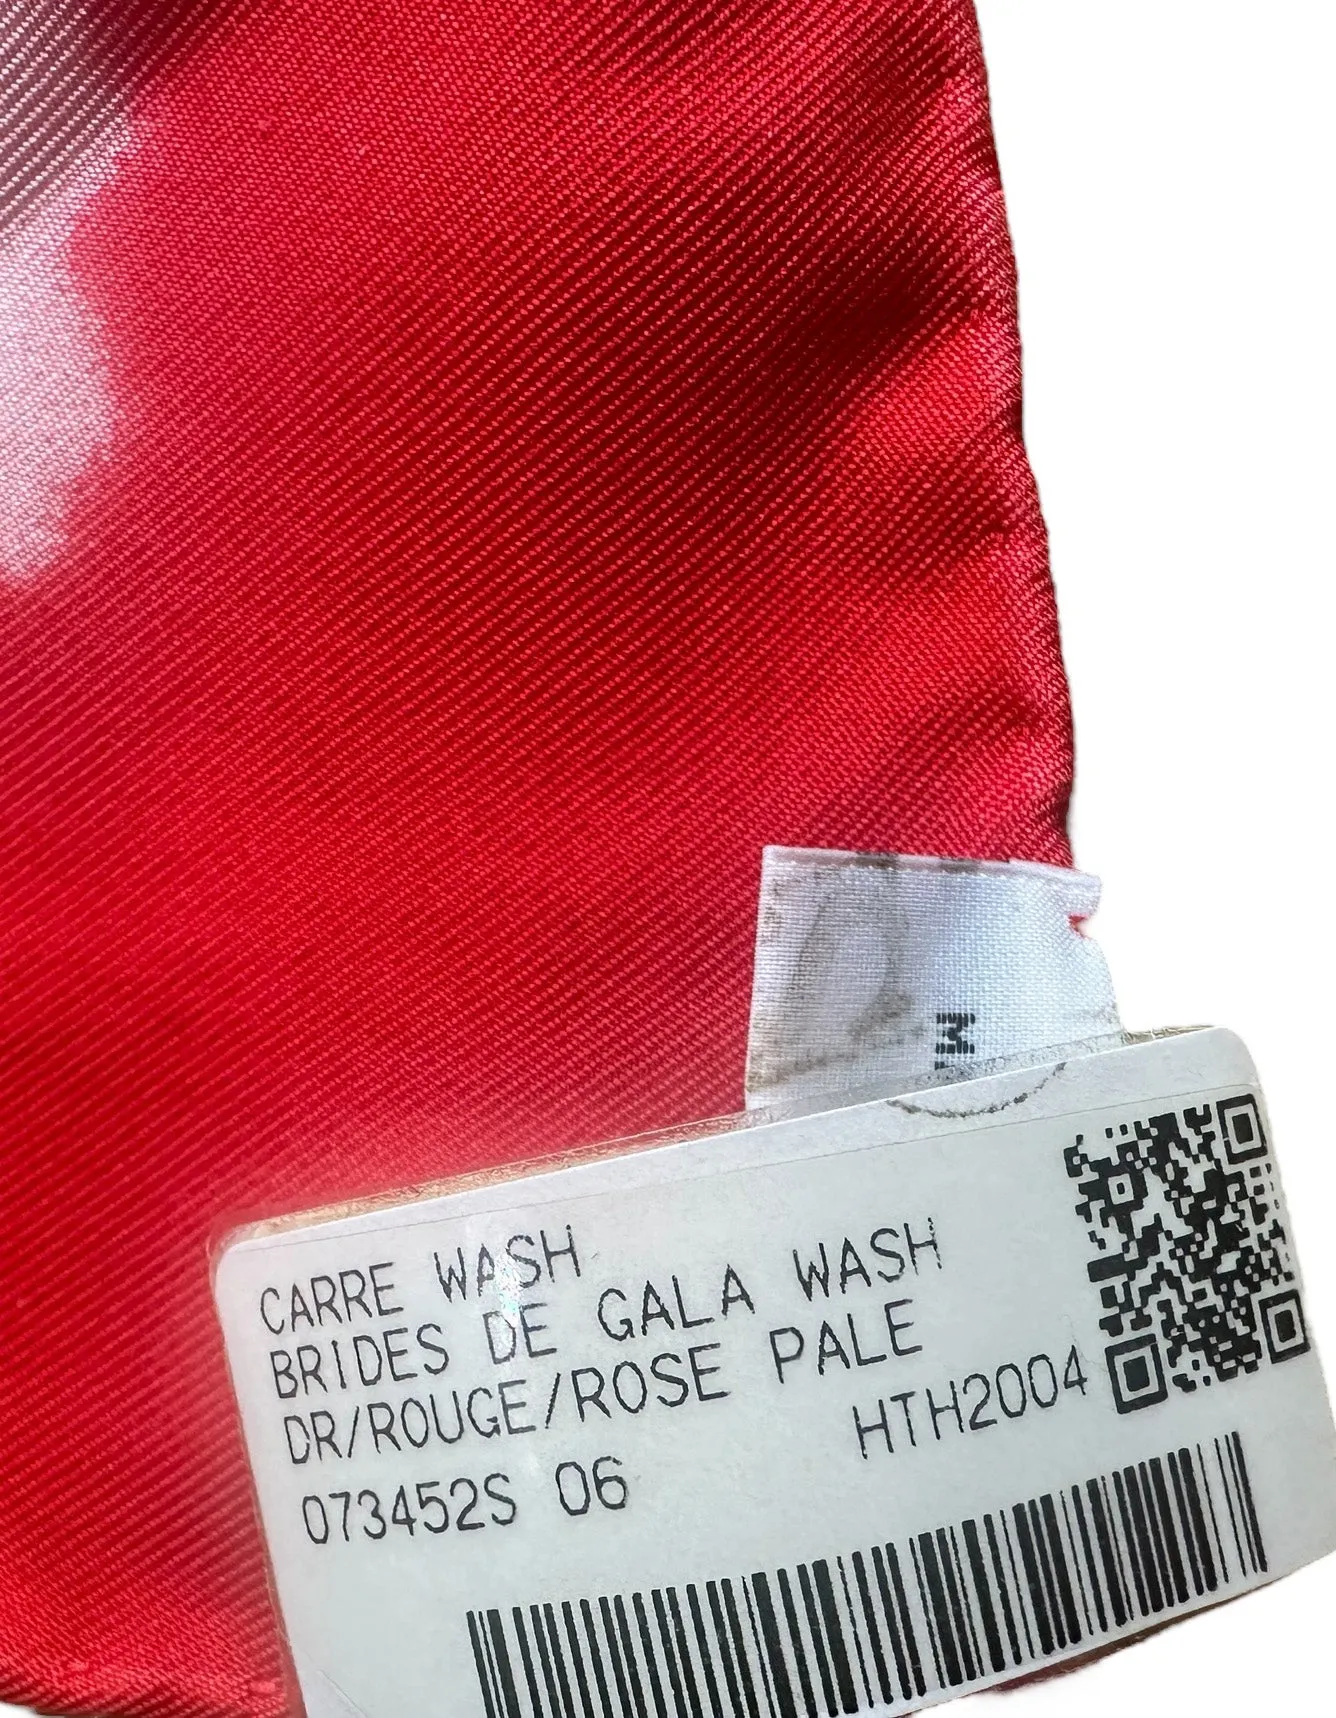 M
CARRE WASH
BRIDES DE GALA WASH
DR/ROUGE/ROSE PALE
073452S 06 HTH2004